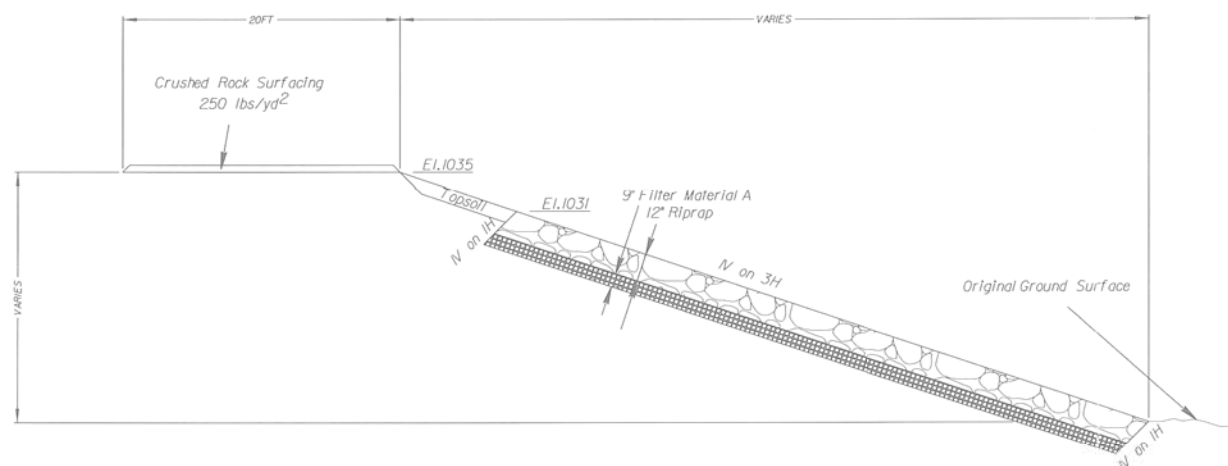 20FT
VARIES
Crushed Rock Surfacing
250 lbs/yd²
El.1035
Topsoil
El.1031
9" Filter Material A
12" Riprap
1V on 1H
1V on 3H
Original Ground Surface
VARIES
1V on 1H